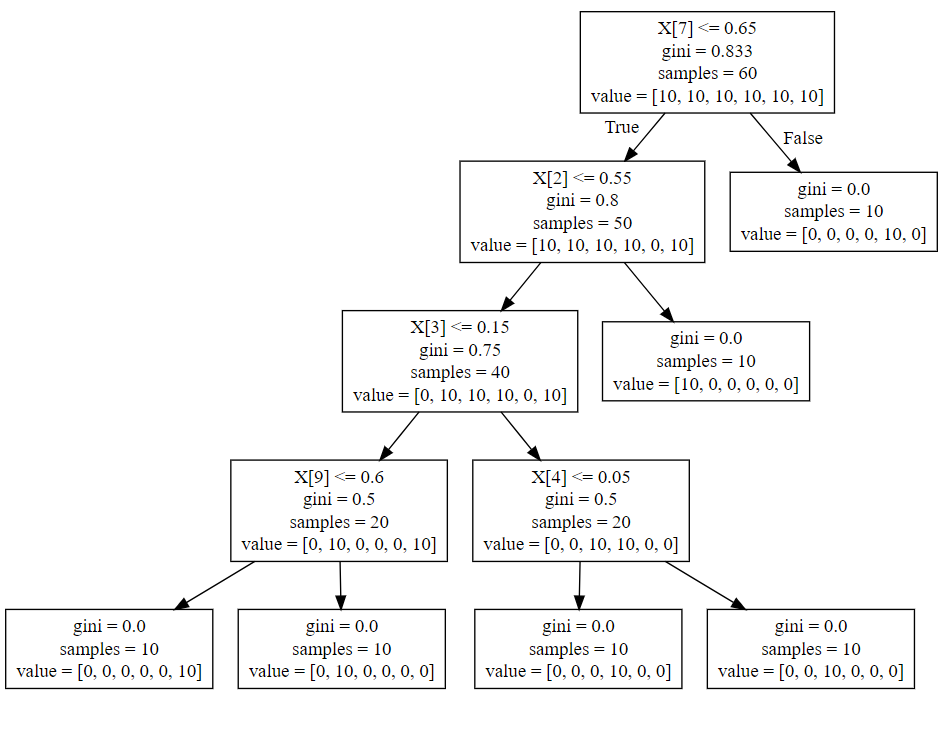 X[7] <= 0.65
gini = 0.833
samples = 60
value = [10, 10, 10, 10, 10, 10]
True
False
X[2] <= 0.55
gini = 0.8
samples = 50
value = [10, 10, 10, 10, 0, 10]
gini = 0.0
samples = 10
value = [0, 0, 0, 0, 10, 0]
X[3] <= 0.15
gini = 0.75
samples = 40
value = [0, 10, 10, 10, 0, 10]
gini = 0.0
samples = 10
value = [10, 0, 0, 0, 0, 0]
X[9] <= 0.6
gini = 0.5
samples = 20
value = [0, 10, 0, 0, 0, 10]
X[4] <= 0.05
gini = 0.5
samples = 20
value = [0, 0, 10, 10, 0, 0]
gini = 0.0
samples = 10
value = [0, 0, 0, 0, 0, 10]
gini = 0.0
samples = 10
value = [0, 10, 0, 0, 0, 0]
gini = 0.0
samples = 10
value = [0, 0, 0, 10, 0, 0]
gini = 0.0
samples = 10
value = [0, 0, 10, 0, 0, 0]